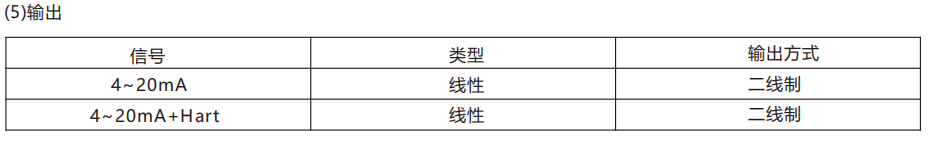 (5)输出
信号 类型 输出方式
4~20mA 线性 二线制
4~20mA+Hart 线性 二线制